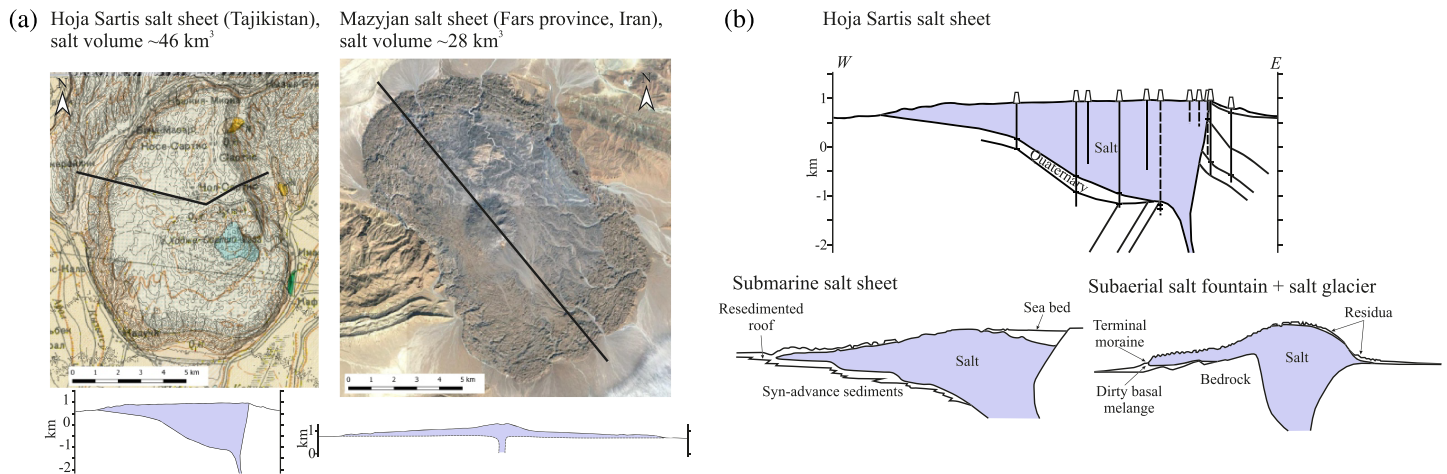 (a) Hoja Sartis salt sheet (Tajikistan),
salt volume ~46 km³
Mazyjan salt sheet (Fars province, Iran),
salt volume ~28 km³
N
N
0 1 2 3 4 5 km
0 1 2 3 4 5 km
km
1
0
-1
-2
km
1
0
(b) Hoja Sartis salt sheet
W
E
km
1
0
-1
-2
Salt
Quaternary
Submarine salt sheet
Resedimented
roof
Sea bed
Salt
Syn-advance sediments
Subaerial salt fountain + salt glacier
Terminal
moraine
Residua
Salt
Dirty basal
melange
Bedrock